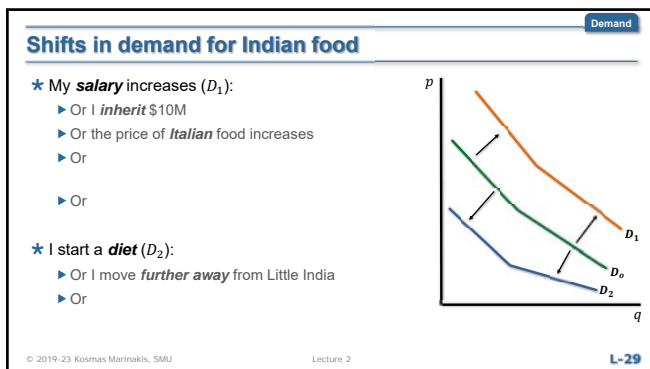 Demand
Shifts in demand for Indian food
* My salary increases (D₁):
▶ Or I inherit $10M
▶ Or the price of Italian food increases
▶ Or
▶ Or
* I start a diet (D₂):
▶ Or I move further away from Little India
▶ Or
p
D₁
Dₒ
D₂
q
© 2019-23 Kosmas Marinakis, SMU
Lecture 2
L-29